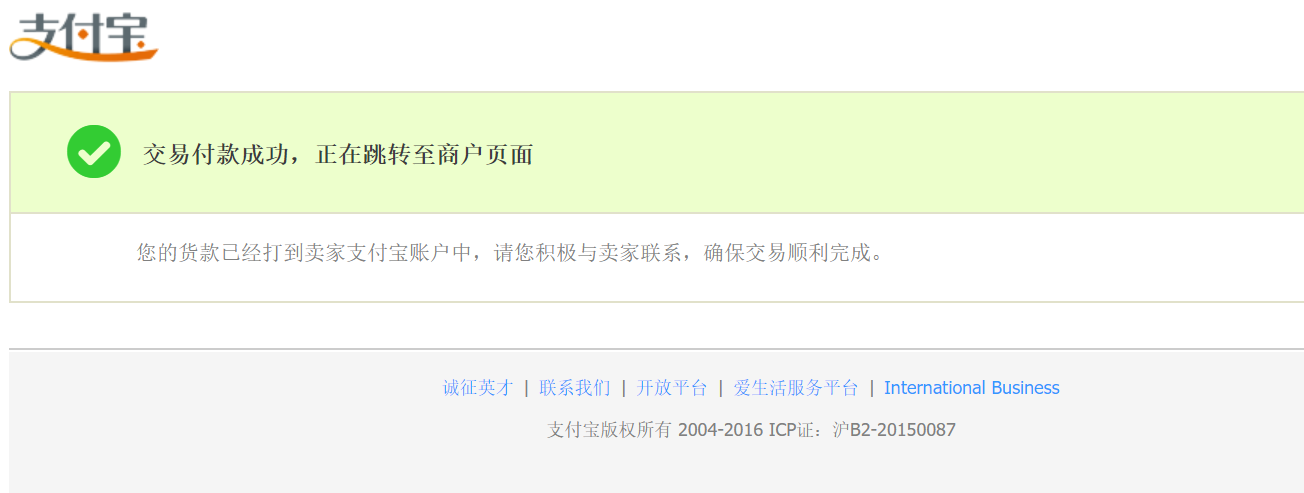 支付宝
交易付款成功，正在跳转至商户页面
您的货款已经打到卖家支付宝账户中，请您积极与卖家联系，确保交易顺利完成。
诚征英才 | 联系我们 | 开放平台 | 爱生活服务平台 | International Business
支付宝版权所有 2004-2016 ICP证：沪B2-20150087